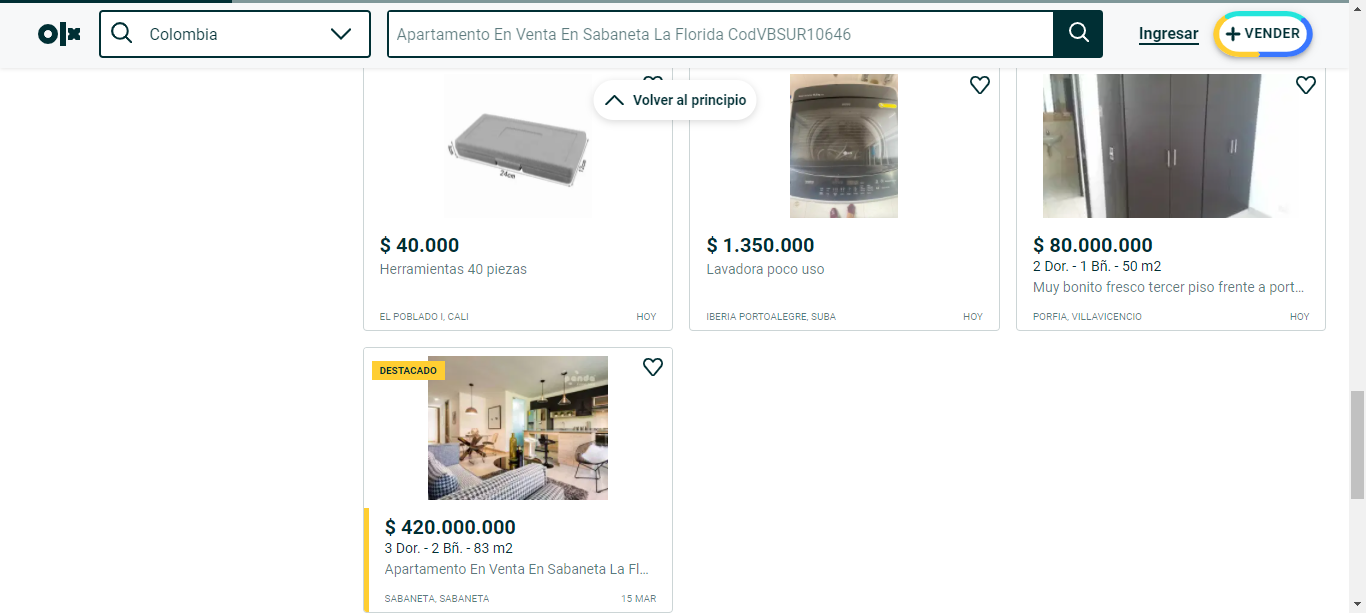 olx
Colombia
Apartamento En Venta En Sabaneta La Florida CodVBSUR10646
Ingresar
+ VENDER
Volver al principio
24cm
$ 40.000
Herramientas 40 piezas
EL POBLADO I, CALI
HOY
$ 1.350.000
Lavadora poco uso
IBERIA PORTOALEGRE, SUBA
HOY
$ 80.000.000
2 Dor. - 1 Bñ. - 50 m2
Muy bonito fresco tercer piso frente a port...
PORFIA, VILLAVICENCIO
HOY
DESTACADO
$ 420.000.000
3 Dor. - 2 Bñ. - 83 m2
Apartamento En Venta En Sabaneta La Fl...
SABANETA, SABANETA
15 MAR